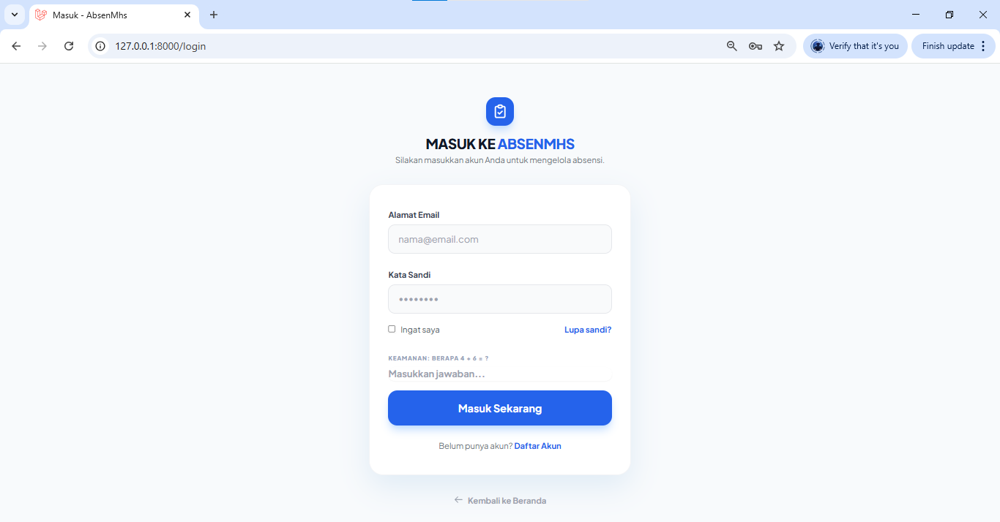 Masuk - AbsenMhs
127.0.0.1:8000/login
Verify that it's you
Finish update
MASUK KE ABSENMHS
Silakan masukkan akun Anda untuk mengelola absensi.
Alamat Email
nama@email.com
Kata Sandi
••••••••
Ingat saya
Lupa sandi?
KEAMANAN: BERAPA 4 + 6 = ?
Masukkan jawaban...
Masuk Sekarang
Belum punya akun? Daftar Akun
← Kembali ke Beranda